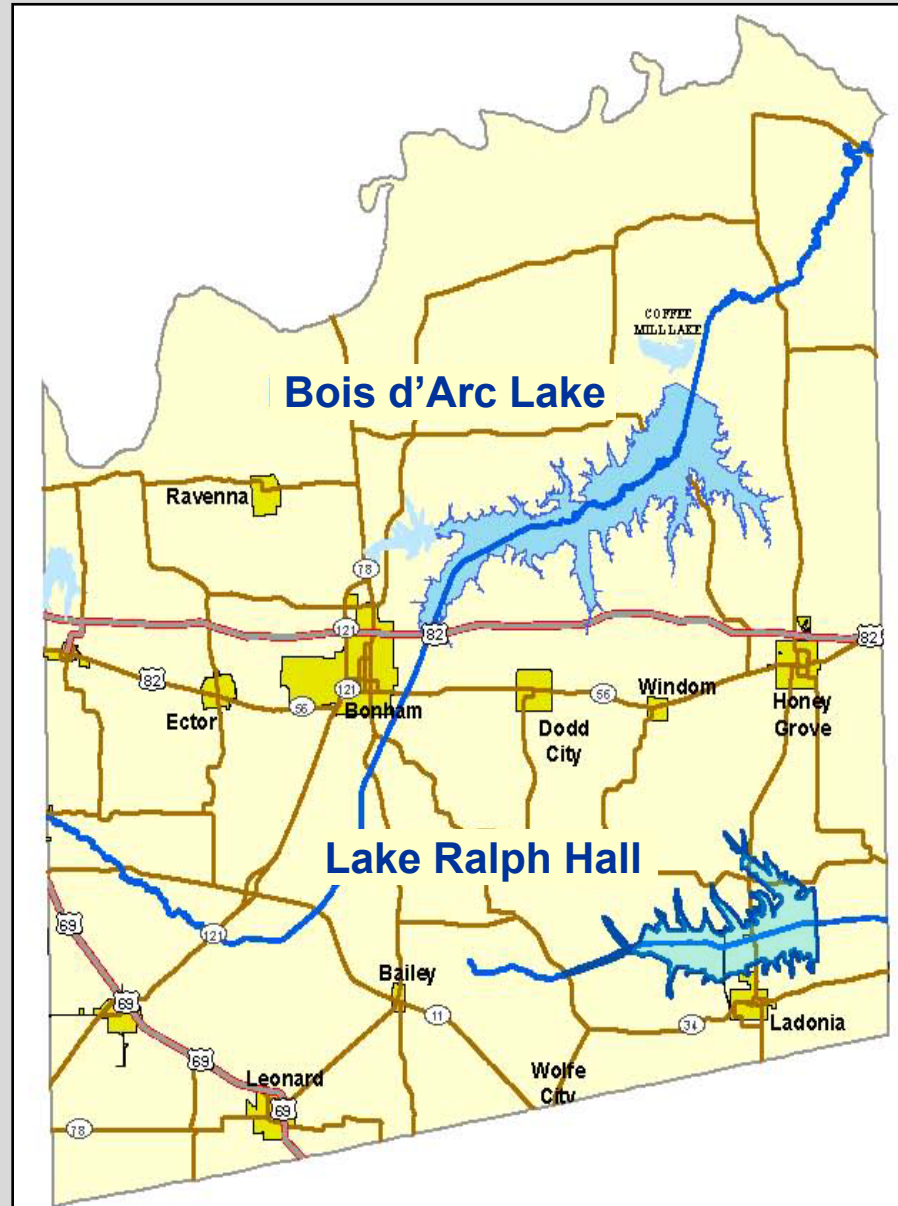 COFFEE
MILL LAKE
Bois d'Arc Lake
Ravenna
78
121
82
82
82
121
56
56
Ector
Bonham
Dodd
City
Windom
Honey
Grove
Lake Ralph Hall
69
121
Bailey
69
11
34
Ladonia
69
Wolfe
City
Leonard
69
78